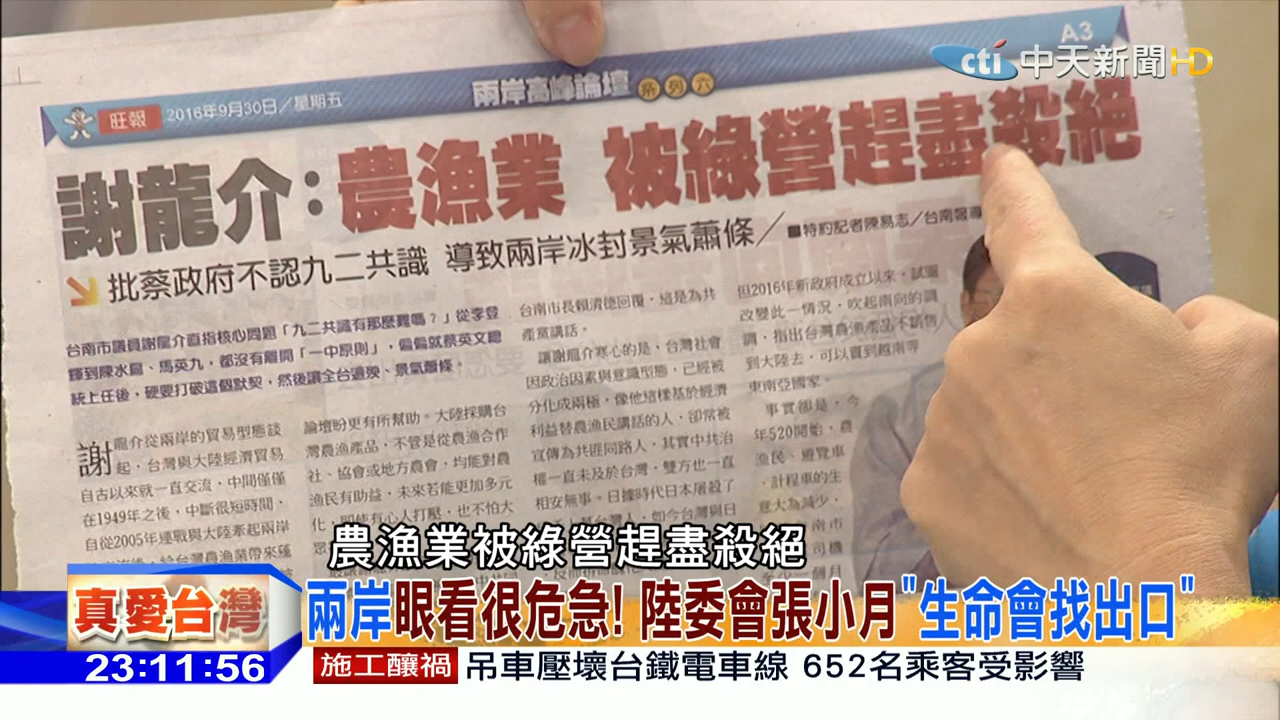 A3
cti 中天新聞HD
旺報 2016年9月30日／星期五 兩岸高峰論壇 系列六
謝龍介：農漁業 被綠營趕盡殺絕
批蔡政府不認九二共識 導致兩岸冰封景氣蕭條／
■特約記者陳易志／台南報導
台南市議員謝龍介直指核心問題「九二共識有那麼難嗎？」從李登
輝到陳水扁、馬英九，都沒有離開「一中原則」，偏偏就蔡英文總
統上任後，硬要打破這個默契，然後讓全台遍殃、景氣蕭條，
謝龍介從兩岸的貿易型態談
起，台灣與大陸經濟貿易
自古以來就一直交流，中間僅僅
在1949年之後，中斷很短時間，
自從2005年連戰與大陸牽起兩岸
論壇盼更有所幫助。大陸採購台
灣農漁產品，不管是從農漁合作
社、協會或地方農會，均能對農
漁民有助益，未來若能更加多元
化，即使有心人打壓，也不怕大
台南市長賴清德回覆，這是為共
產黨講話。
讓謝龍介寒心的是，台灣社會
因政治因素與意識型態，已經被
分化成兩極，像他這樣基於經濟
利益替農漁民講話的人，卻常被
宣傳為共匪同路人，其實中共治
權一直未及於台灣，雙方也一直
相安無事。日據時代日本屠殺了
但2016年新政府成立以來，試圖
改變此一情況，吹起南向的調
調，指出台灣農漁產品不銷售
到大陸去，可以賣到越南等
東南亞國家。
事實卻是，今
年520開始，農
漁民、遊覽車
、計程車的生
意大為減少，
農漁業被綠營趕盡殺絕
真愛台灣
兩岸眼看很危急！陸委會張小月"生命會找出口"
23:11:56
施工釀禍 吊車壓壞台鐵電車線 652名乘客受影響